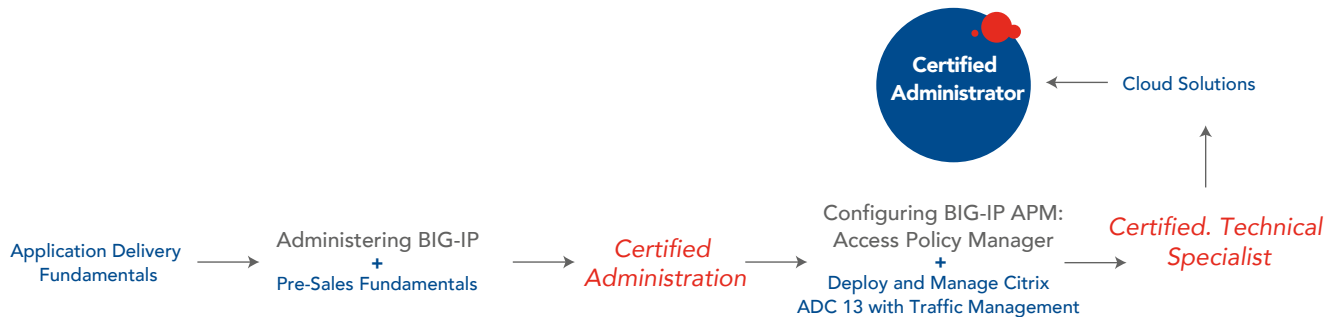 Certified
Administrator
Cloud Solutions
Application Delivery
Fundamentals
Administering BIG-IP
+
Pre-Sales Fundamentals
Certified
Administration
Configuring BIG-IP APM:
Access Policy Manager
+
Deploy and Manage Citrix
ADC 13 with Traffic Management
Certified. Technical
Specialist